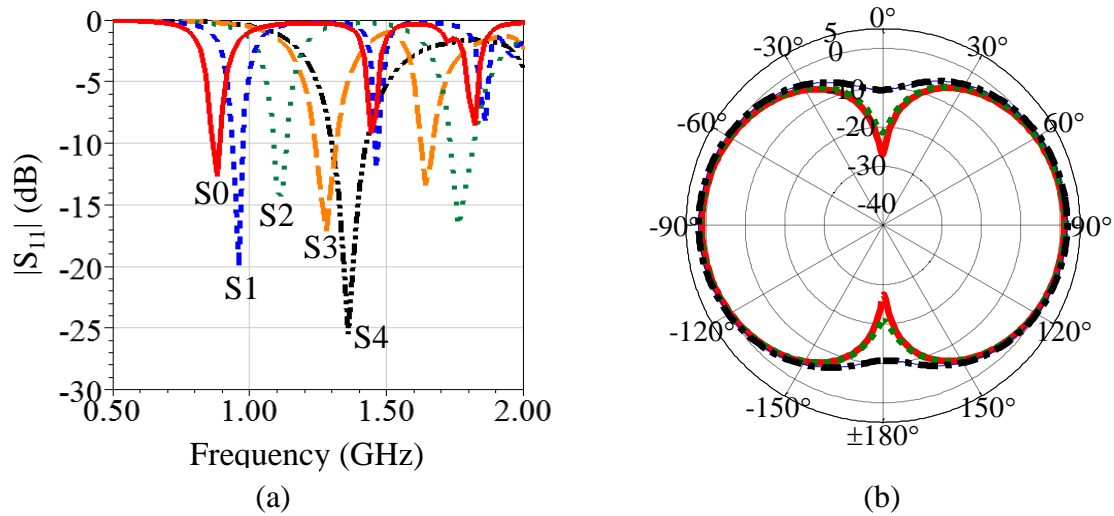 0
-5
-10
-15
-20
-25
-30
|S11| (dB)
S0
S1
S2
S3
S4
0.50 1.00 1.50 2.00
Frequency (GHz)
(a)
0°
-30° 30°
-60° 60°
-90° 90°
-120° 120°
-150° 150°
±180°
5
0
-10
-20
-30
-40
(b)